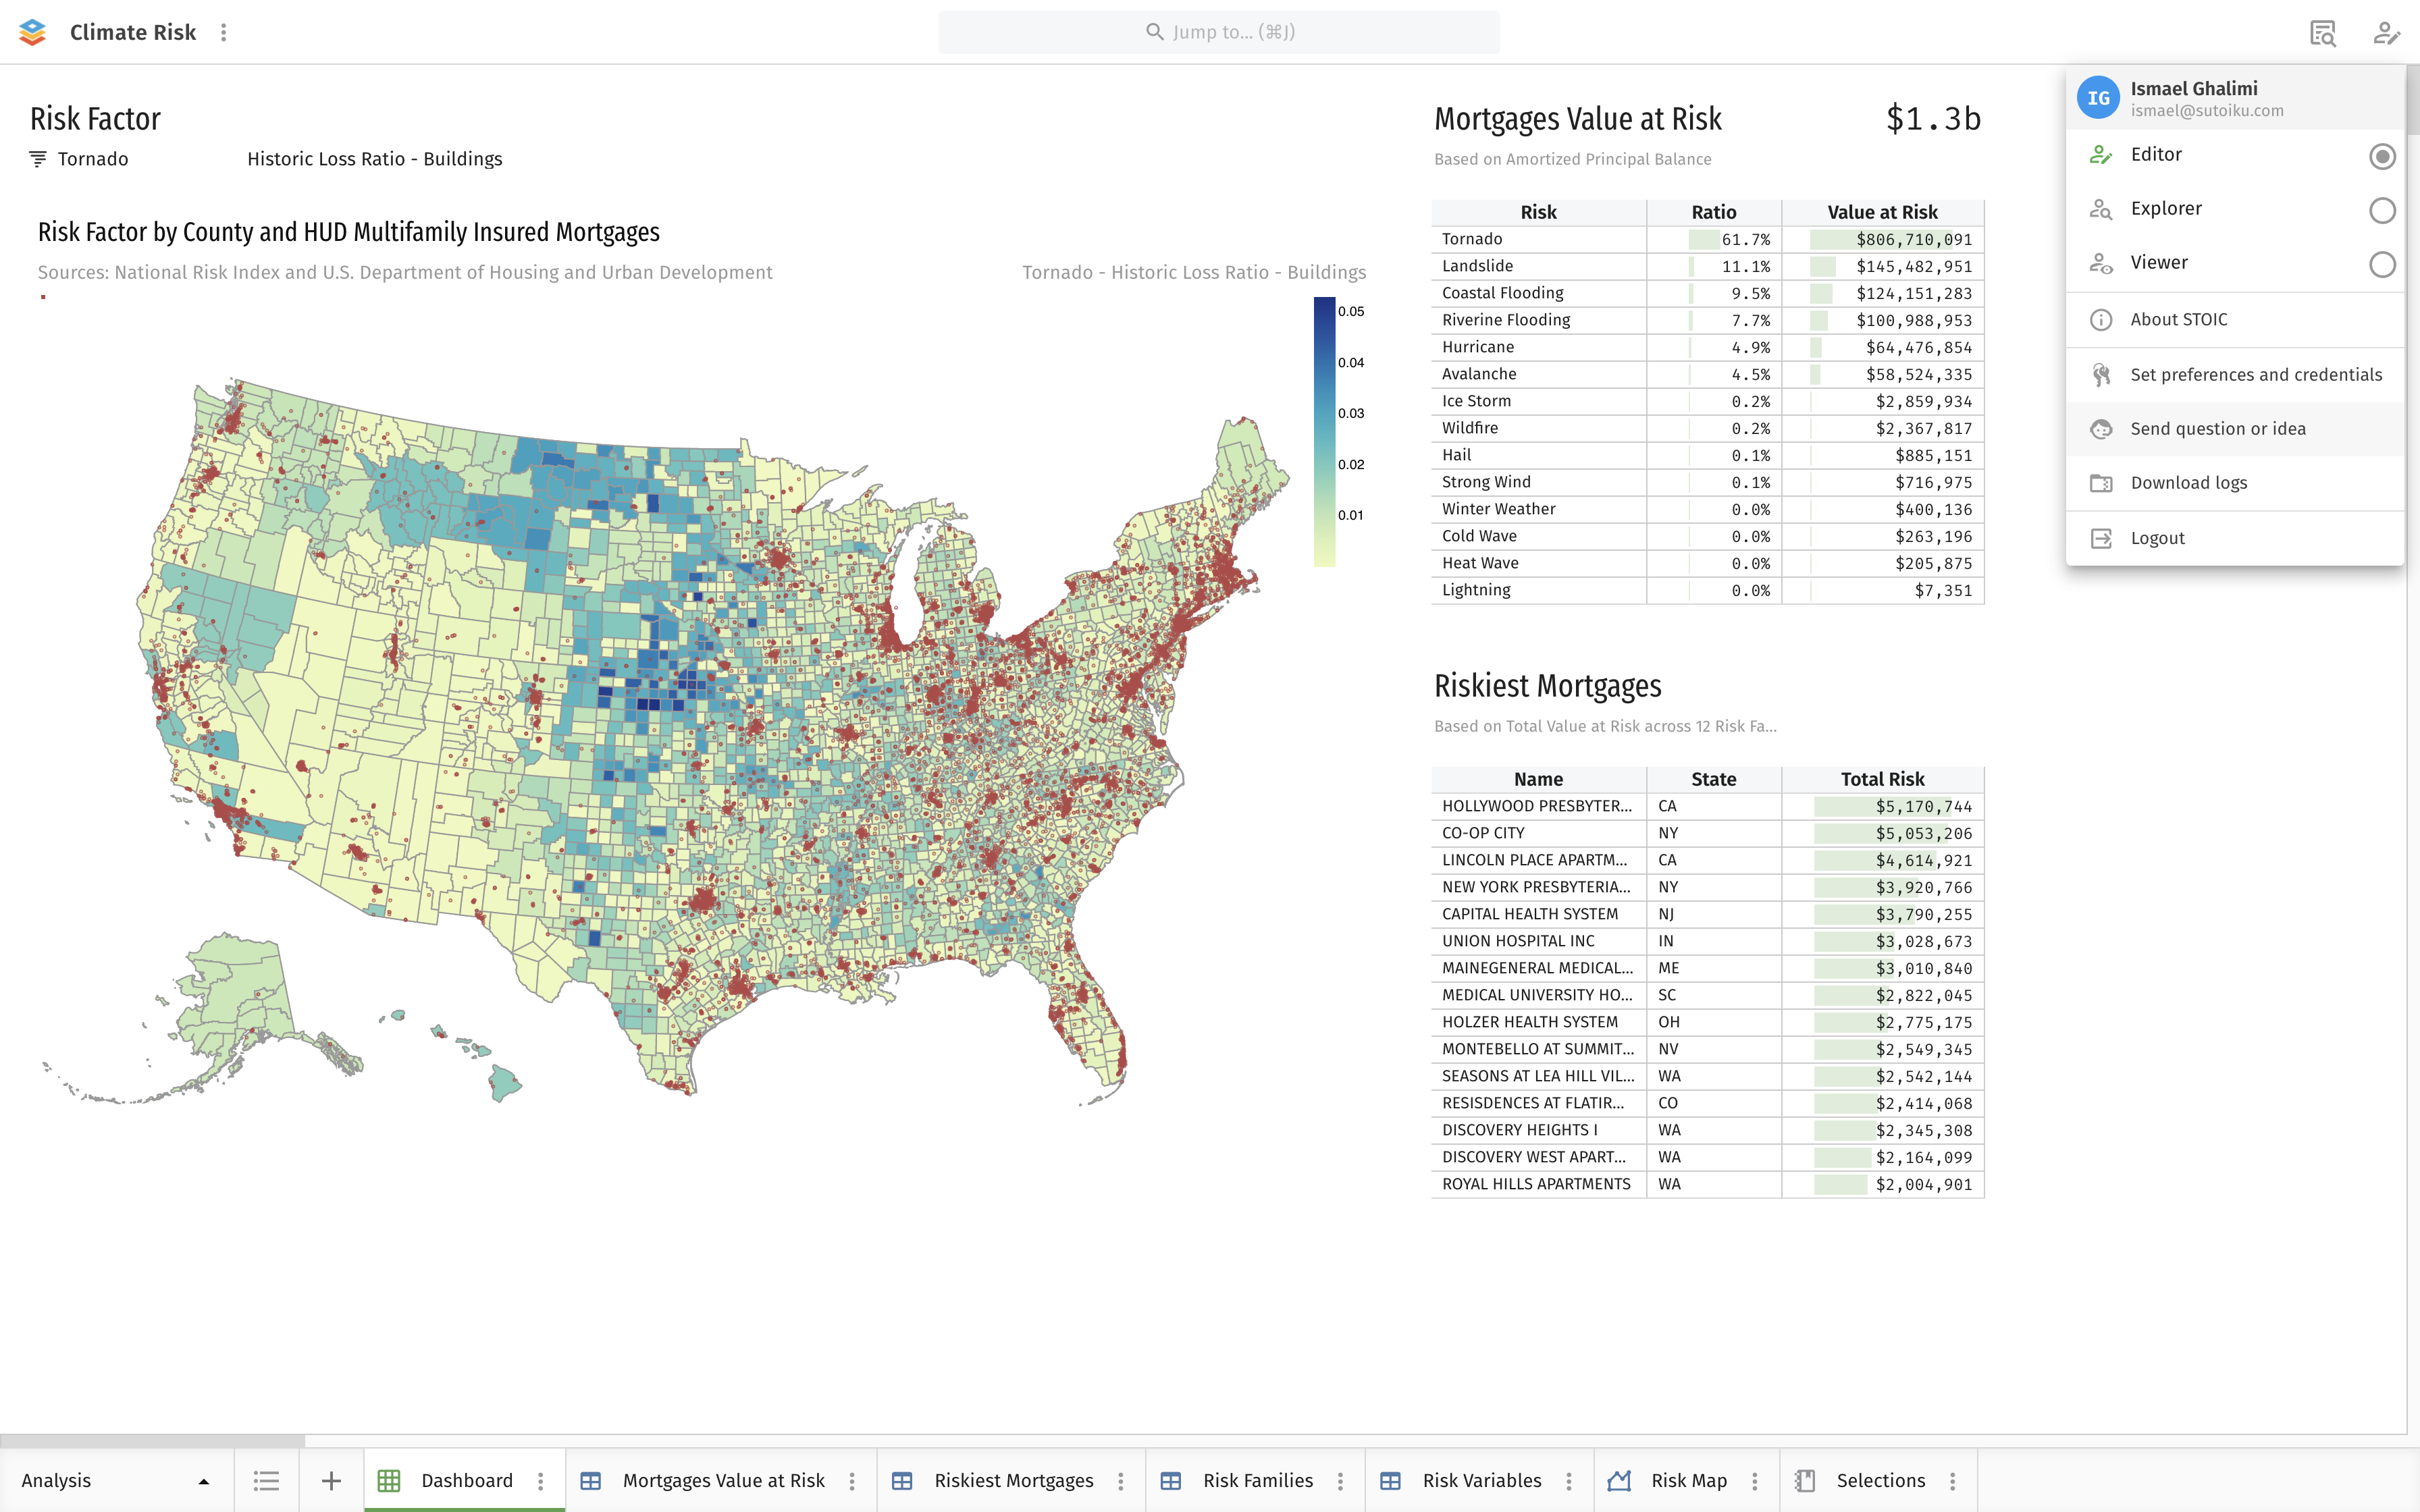 Climate Risk
Jump to... (⌘J)
Risk Factor
Tornado
Historic Loss Ratio - Buildings
Risk Factor by County and HUD Multifamily Insured Mortgages
Sources: National Risk Index and U.S. Department of Housing and Urban Development
Tornado - Historic Loss Ratio - Buildings
0.05
0.04
0.03
0.02
0.01
Mortgages Value at Risk $1.3b
Based on Amortized Principal Balance
Risk Ratio Value at Risk
Tornado 61.7% $806,710,091
Landslide 11.1% $145,482,951
Coastal Flooding 9.5% $124,151,283
Riverine Flooding 7.7% $100,988,953
Hurricane 4.9% $64,476,854
Avalanche 4.5% $58,524,335
Ice Storm 0.2% $2,859,934
Wildfire 0.2% $2,367,817
Hail 0.1% $885,151
Strong Wind 0.1% $716,975
Winter Weather 0.0% $400,136
Cold Wave 0.0% $263,196
Heat Wave 0.0% $205,875
Lightning 0.0% $7,351
Riskiest Mortgages
Based on Total Value at Risk across 12 Risk Fa...
Name State Total Risk
HOLLYWOOD PRESBYTER... CA $5,170,744
CO-OP CITY NY $5,053,206
LINCOLN PLACE APARTM... CA $4,614,921
NEW YORK PRESBYTERIA... NY $3,920,766
CAPITAL HEALTH SYSTEM NJ $3,790,255
UNION HOSPITAL INC IN $3,028,673
MAINEGENERAL MEDICAL... ME $3,010,840
MEDICAL UNIVERSITY HO... SC $2,822,045
HOLZER HEALTH SYSTEM OH $2,775,175
MONTEBELLO AT SUMMIT... NV $2,549,345
SEASONS AT LEA HILL VIL... WA $2,542,144
RESISDENCES AT FLATIR... CO $2,414,068
DISCOVERY HEIGHTS I WA $2,345,308
DISCOVERY WEST APART... WA $2,164,099
ROYAL HILLS APARTMENTS WA $2,004,901
IG
Ismael Ghalimi
ismael@sutoiku.com
Editor
Explorer
Viewer
About STOIC
Set preferences and credentials
Send question or idea
Download logs
Logout
Analysis
Dashboard
Mortgages Value at Risk
Riskiest Mortgages
Risk Families
Risk Variables
Risk Map
Selections